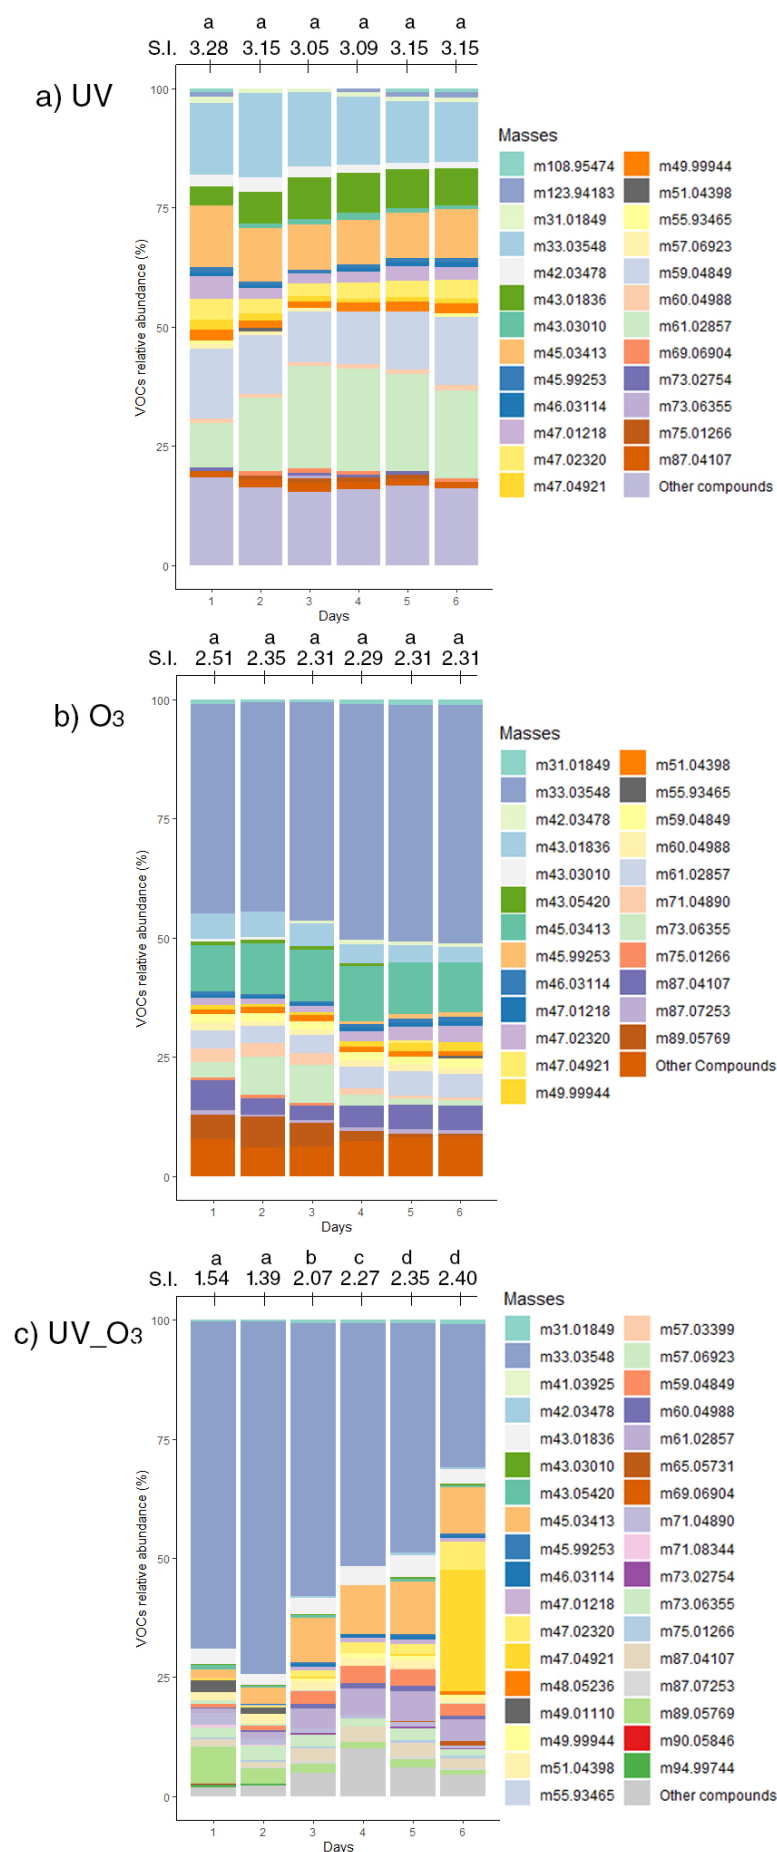 a a a a a a
S.I. 3.28 3.15 3.05 3.09 3.15 3.15
a) UV
100
75
50
25
0
VOCs relative abundance (%)
1 2 3 4 5 6
Days
Masses
m108.95474 m49.99944
m123.94183 m51.04398
m31.01849 m55.93465
m33.03548 m57.06923
m42.03478 m59.04849
m43.01836 m60.04988
m43.03010 m61.02857
m45.03413 m69.06904
m45.99253 m73.02754
m46.03114 m73.06355
m47.01218 m75.01266
m47.02320 m87.04107
m47.04921 Other compounds
a a a a a a
S.I. 2.51 2.35 2.31 2.29 2.31 2.31
b) O3
100
75
50
25
0
VOCs relative abundance (%)
1 2 3 4 5 6
Days
Masses
m31.01849 m51.04398
m33.03548 m55.93465
m42.03478 m59.04849
m43.01836 m60.04988
m43.03010 m61.02857
m43.05420 m71.04890
m45.03413 m73.06355
m45.99253 m75.01266
m46.03114 m87.04107
m47.01218 m87.07253
m47.02320 m89.05769
m47.04921 Other Compounds
m49.99944
a a b c d d
S.I. 1.54 1.39 2.07 2.27 2.35 2.40
c) UV_O3
100
75
50
25
0
VOCs relative abundance (%)
1 2 3 4 5 6
Days
Masses
m31.01849 m57.03399
m33.03548 m57.06923
m41.03925 m59.04849
m42.03478 m60.04988
m43.01836 m61.02857
m43.03010 m65.05731
m43.05420 m69.06904
m45.03413 m71.04890
m45.99253 m71.08344
m46.03114 m73.02754
m47.01218 m73.06355
m47.02320 m75.01266
m47.04921 m87.04107
m48.05236 m87.07253
m49.01110 m89.05769
m49.99944 m90.05846
m51.04398 m94.99744
m55.93465 Other compounds